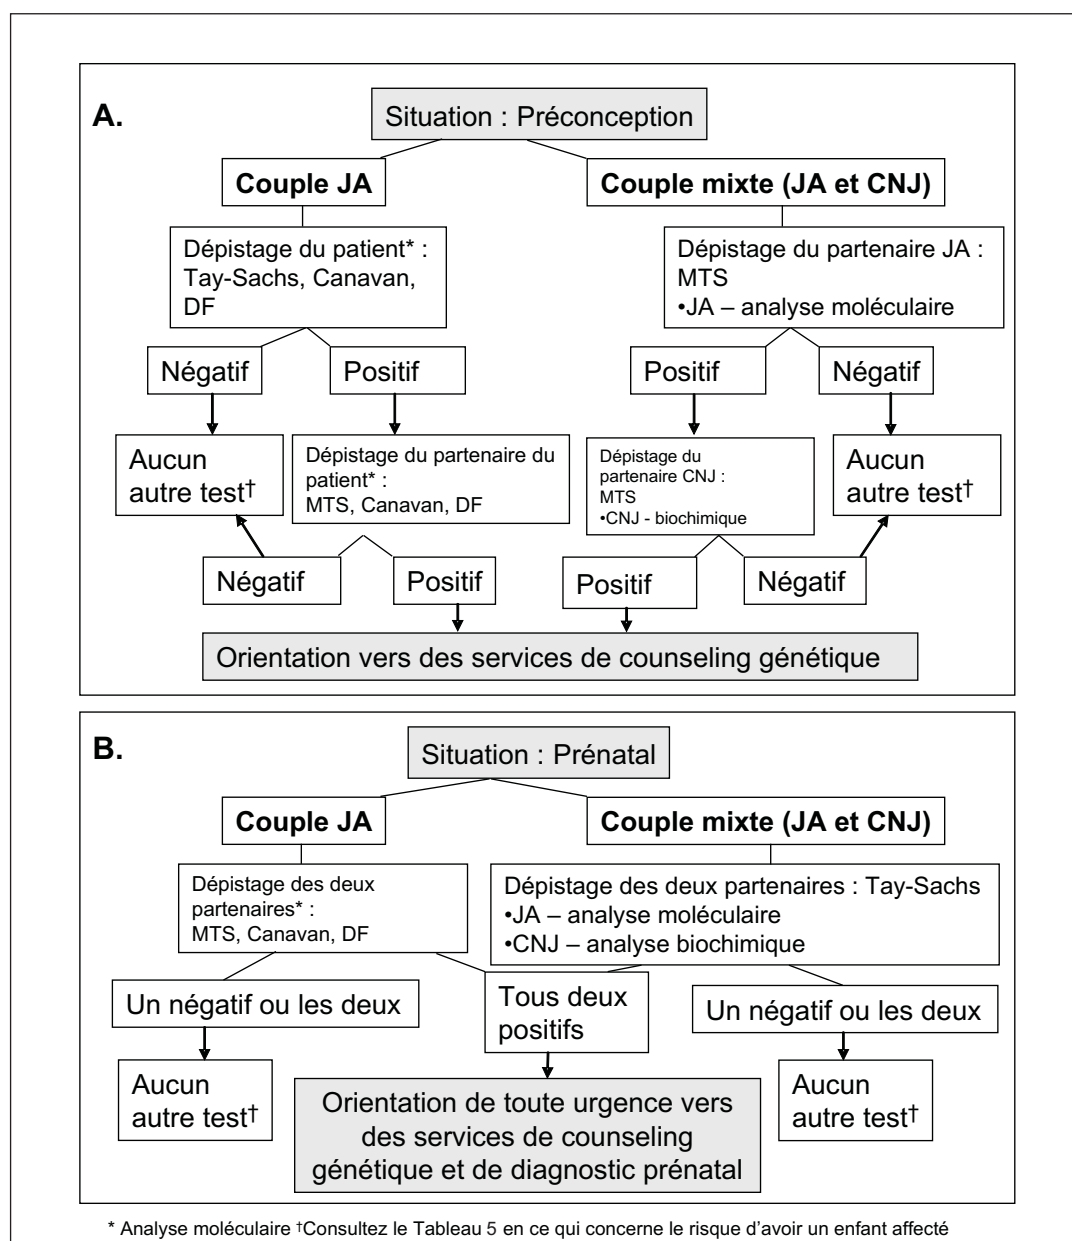 A.
Situation : Préconception
Couple JA
Couple mixte (JA et CNJ)
Dépistage du patient* :
Tay-Sachs, Canavan,
DF
Dépistage du partenaire JA :
MTS
•JA – analyse moléculaire
Négatif
Positif
Positif
Négatif
Aucun
autre test†
Dépistage du partenaire du
patient* :
MTS, Canavan, DF
Dépistage du
partenaire CNJ :
MTS
•CNJ - biochimique
Aucun
autre test†
Négatif
Positif
Positif
Négatif
Orientation vers des services de counseling génétique
B.
Situation : Prénatal
Couple JA
Couple mixte (JA et CNJ)
Dépistage des deux
partenaires* :
MTS, Canavan, DF
Dépistage des deux partenaires : Tay-Sachs
•JA – analyse moléculaire
•CNJ – analyse biochimique
Un négatif ou les deux
Tous deux
positifs
Un négatif ou les deux
Aucun
autre test†
Orientation de toute urgence vers
des services de counseling
génétique et de diagnostic prénatal
Aucun
autre test†
* Analyse moléculaire †Consultez le Tableau 5 en ce qui concerne le risque d’avoir un enfant affecté